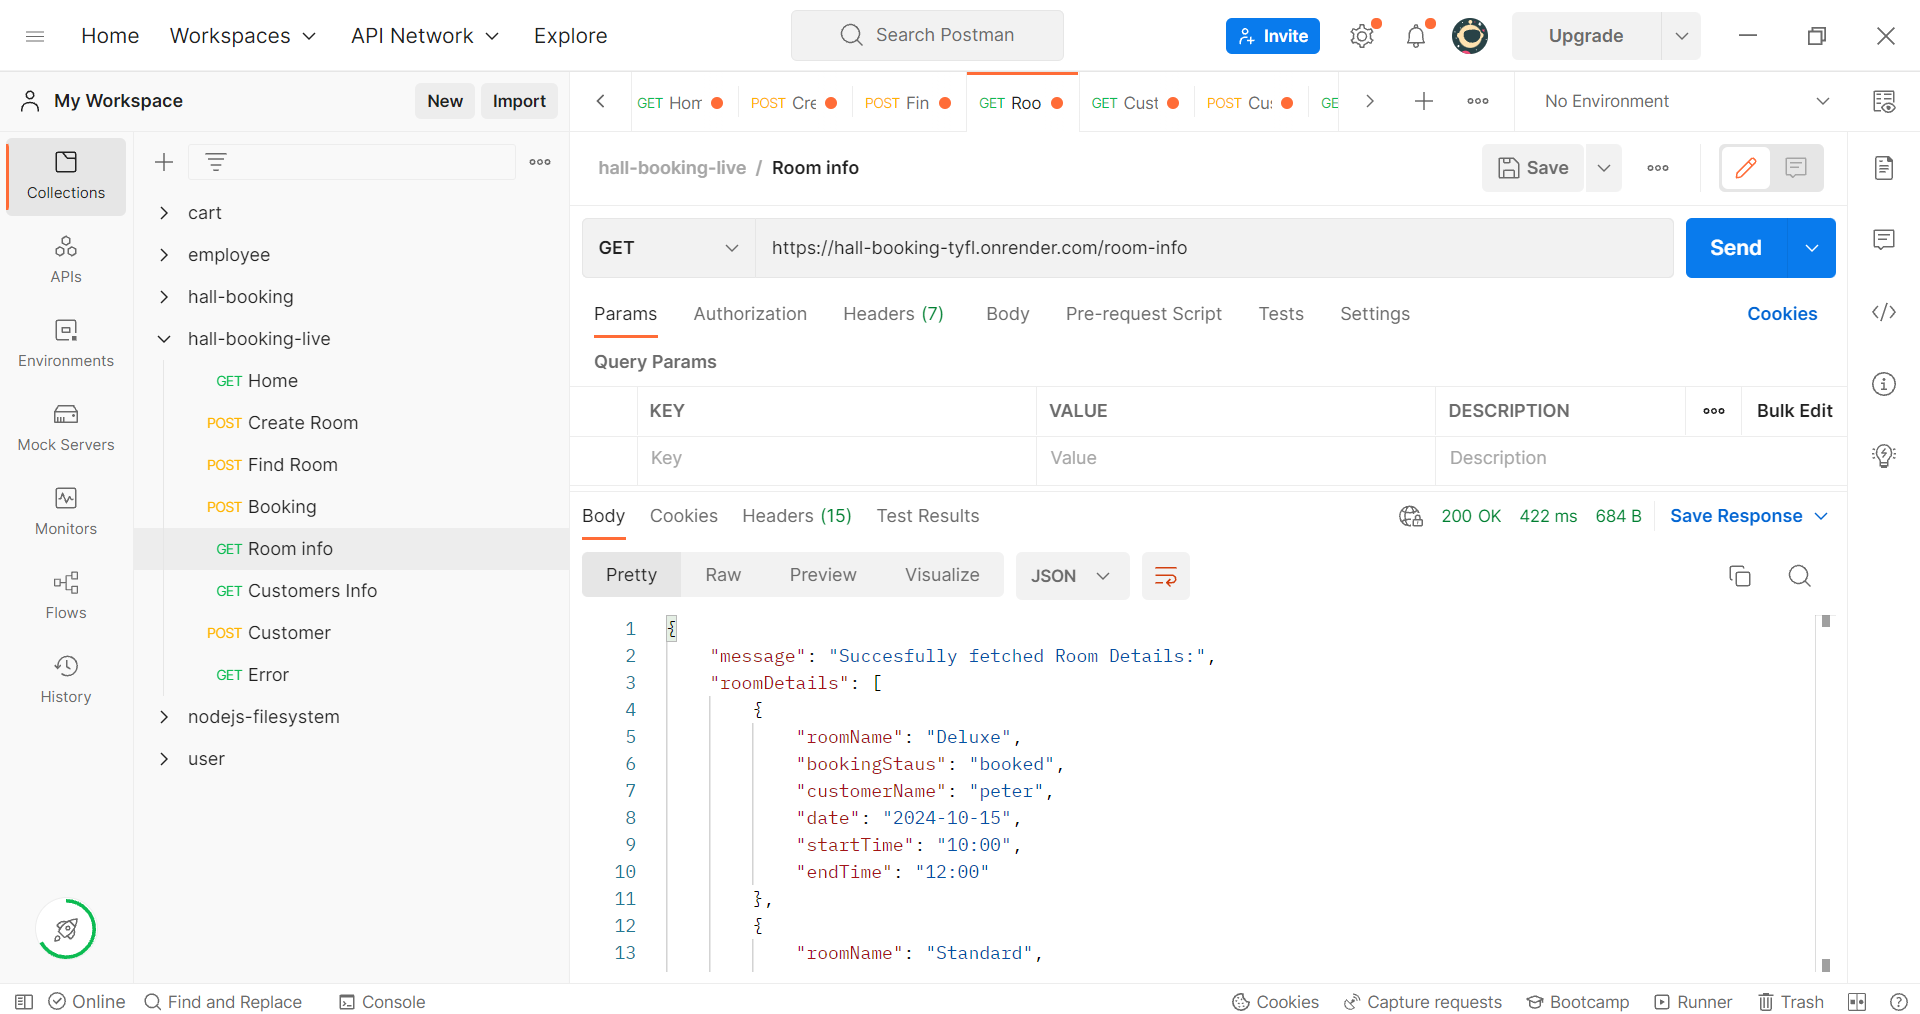 Home Workspaces API Network Explore Search Postman Invite Upgrade
My Workspace New Import
GET Hom POST Cre POST Fin GET Roo GET Cust POST Cu GE No Environment
Collections
APIs
Environments
Mock Servers
Monitors
Flows
History
cart
employee
hall-booking
hall-booking-live
GET Home
POST Create Room
POST Find Room
POST Booking
GET Room info
GET Customers Info
POST Customer
GET Error
nodejs-filesystem
user
hall-booking-live / Room info Save
GET https://hall-booking-tyfl.onrender.com/room-info Send
Params Authorization Headers (7) Body Pre-request Script Tests Settings Cookies
Query Params
KEY VALUE DESCRIPTION Bulk Edit
Key Value Description
Body Cookies Headers (15) Test Results 200 OK 422 ms 684 B Save Response
Pretty Raw Preview Visualize JSON
1 {
2 "message": "Succesfully fetched Room Details:",
3 "roomDetails": [
4 {
5 "roomName": "Deluxe",
6 "bookingStaus": "booked",
7 "customerName": "peter",
8 "date": "2024-10-15",
9 "startTime": "10:00",
10 "endTime": "12:00"
11 },
12 {
13 "roomName": "Standard",
Online Find and Replace Console Cookies Capture requests Bootcamp Runner Trash